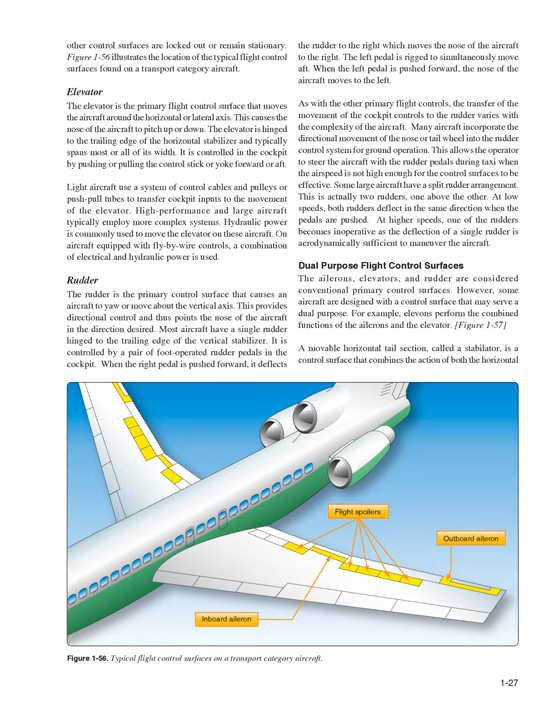 other control surfaces are locked out or remain stationary.
Figure 1-56 illustrates the location of the typical flight control
surfaces found on a transport category aircraft.
Elevator
The elevator is the primary flight control surface that moves
the aircraft around the horizontal or lateral axis. This causes the
nose of the aircraft to pitch up or down. The elevator is hinged
to the trailing edge of the horizontal stabilizer and typically
spans most or all of its width. It is controlled in the cockpit
by pushing or pulling the control stick or yoke forward or aft.
Light aircraft use a system of control cables and pulleys or
push-pull tubes to transfer cockpit inputs to the movement
of the elevator. High-performance and large aircraft
typically employ more complex systems. Hydraulic power
is commonly used to move the elevator on these aircraft. On
aircraft equipped with fly-by-wire controls, a combination
of electrical and hydraulic power is used.
Rudder
The rudder is the primary control surface that causes an
aircraft to yaw or move about the vertical axis. This provides
directional control and thus points the nose of the aircraft
in the direction desired. Most aircraft have a single rudder
hinged to the trailing edge of the vertical stabilizer. It is
controlled by a pair of foot-operated rudder pedals in the
cockpit. When the right pedal is pushed forward, it deflects
the rudder to the right which moves the nose of the aircraft
to the right. The left pedal is rigged to simultaneously move
aft. When the left pedal is pushed forward, the nose of the
aircraft moves to the left.
As with the other primary flight controls, the transfer of the
movement of the cockpit controls to the rudder varies with
the complexity of the aircraft. Many aircraft incorporate the
directional movement of the nose or tail wheel into the rudder
control system for ground operation. This allows the operator
to steer the aircraft with the rudder pedals during taxi when
the airspeed is not high enough for the control surfaces to be
effective. Some large aircraft have a split rudder arrangement.
This is actually two rudders, one above the other. At low
speeds, both rudders deflect in the same direction when the
pedals are pushed. At higher speeds, one of the rudders
becomes inoperative as the deflection of a single rudder is
aerodynamically sufficient to maneuver the aircraft.
Dual Purpose Flight Control Surfaces
The ailerons, elevators, and rudder are considered
conventional primary control surfaces. However, some
aircraft are designed with a control surface that may serve a
dual purpose. For example, elevons perform the combined
functions of the ailerons and the elevator. [Figure 1-57]
A movable horizontal tail section, called a stabilator, is a
control surface that combines the action of both the horizontal
Flight spoilers
Outboard aileron
Inboard aileron
Figure 1-56. Typical flight control surfaces on a transport category aircraft.
1-27